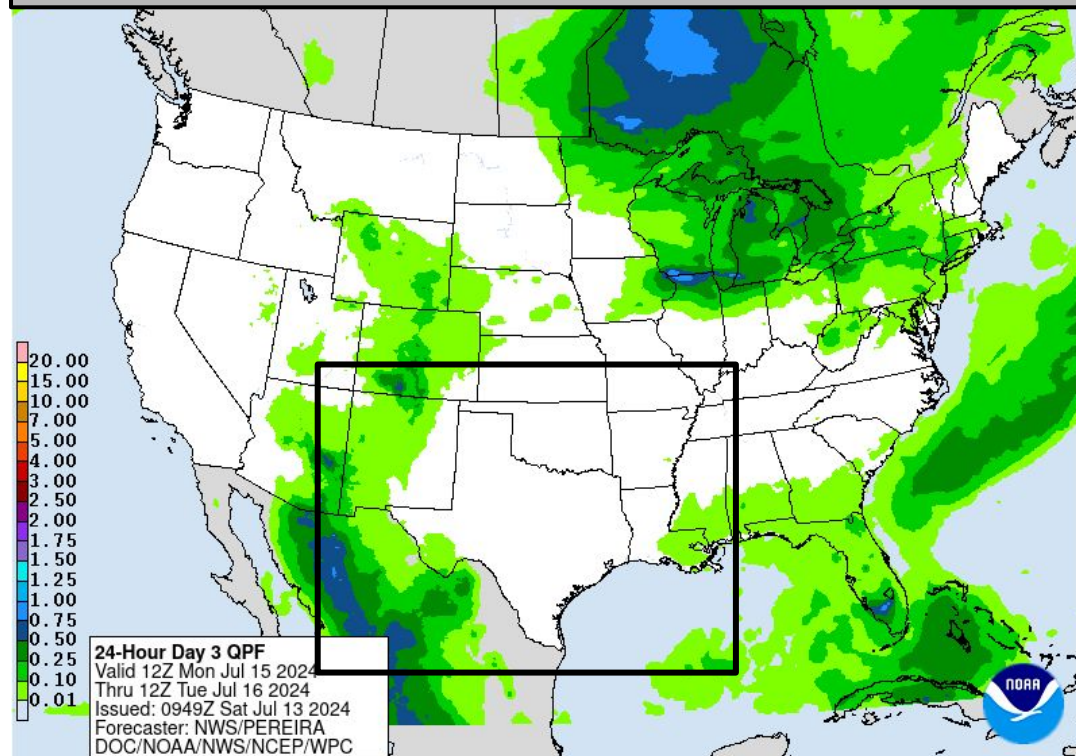 20.00
15.00
10.00
7.00
5.00
4.00
3.00
2.50
2.00
1.75
1.50
1.25
1.00
0.75
0.50
0.25
0.10
0.01
24-Hour Day 3 QPF
Valid 12Z Mon Jul 15 2024
Thru 12Z Tue Jul 16 2024
Issued: 0949Z Sat Jul 13 2024
Forecaster: NWS/PEREIRA
DOC/NOAA/NWS/NCEP/WPC
NOAA